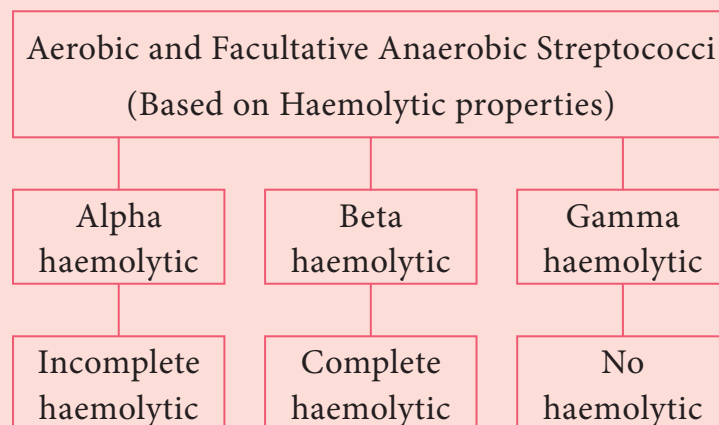 Aerobic and Facultative Anaerobic Streptococci
(Based on Haemolytic properties)
Alpha
haemolytic
Beta
haemolytic
Gamma
haemolytic
Incomplete
haemolytic
Complete
haemolytic
No
haemolytic